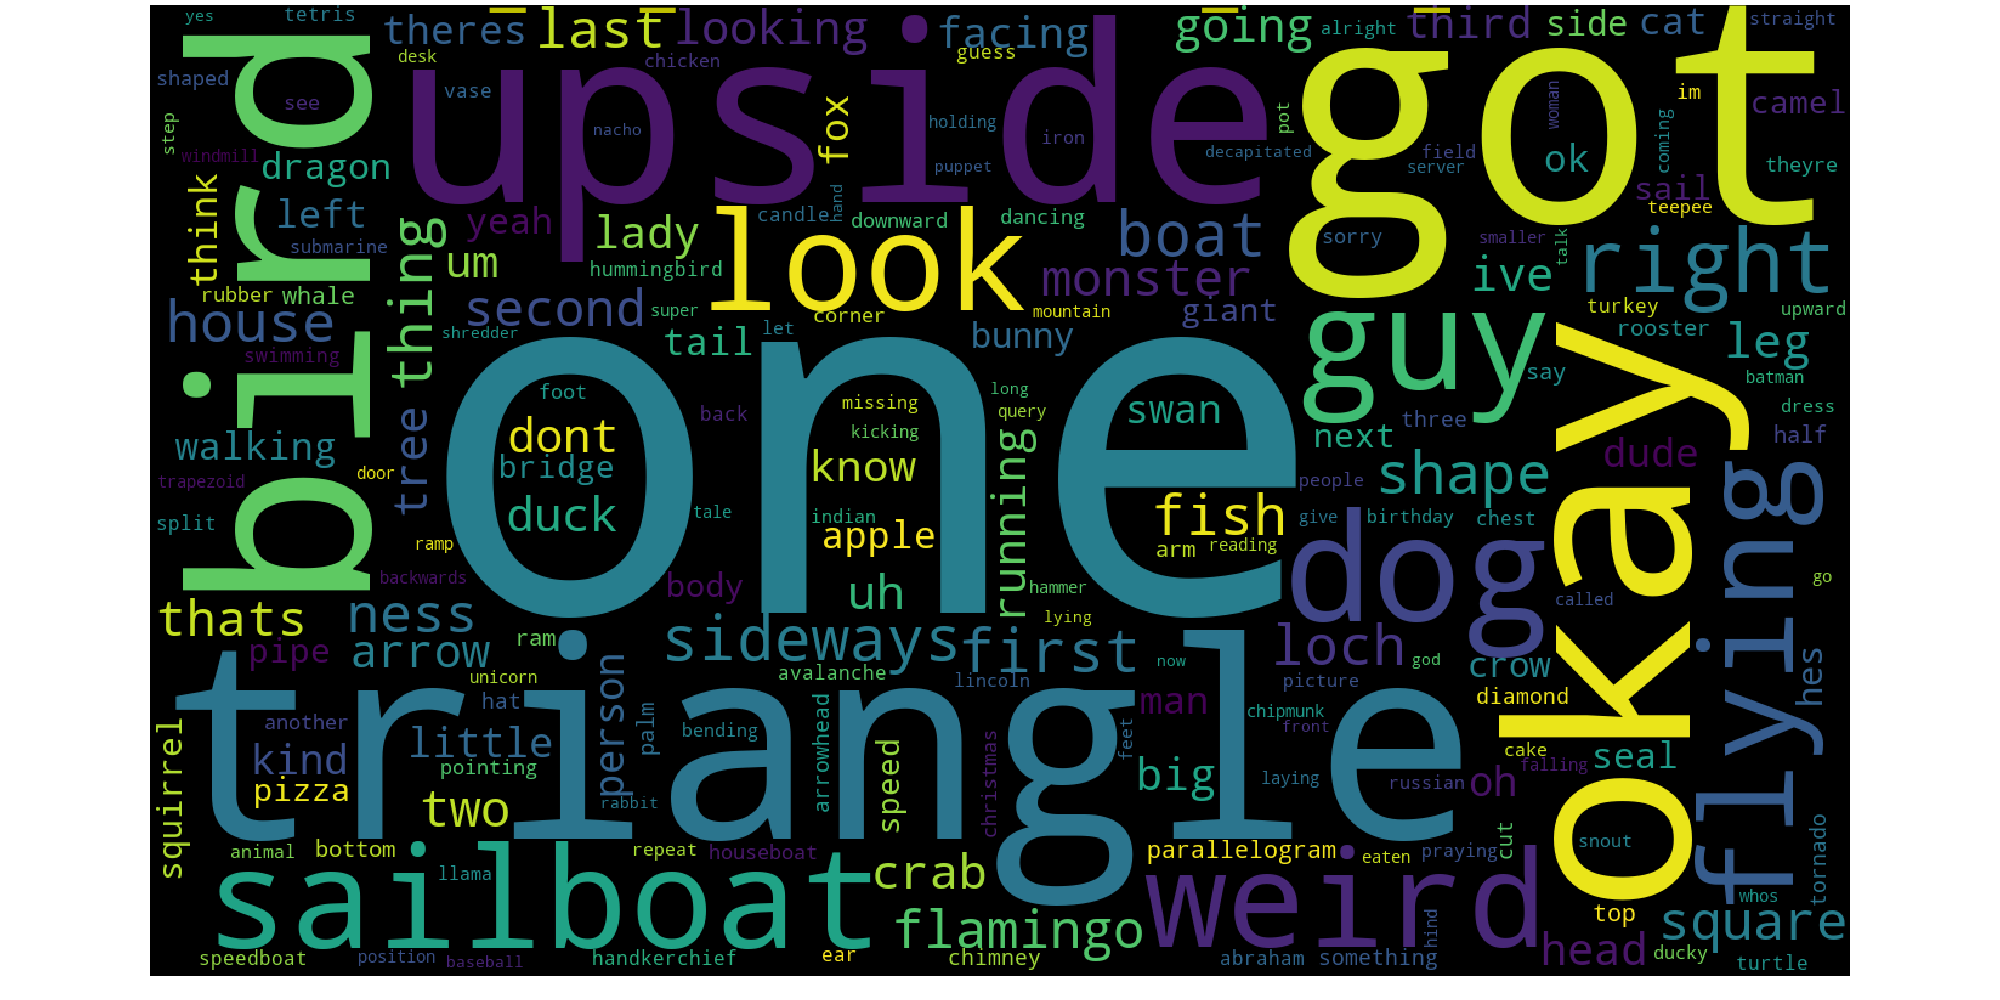 yes
tetris
theres
last
looking
facing
going
alright
third
side
cat
straight
shaped
see
desk
vase
chicken
guess
im
camel
bird
upside
got
step
windmill
dragon
nacho
fox
holding
puppet
iron
pot
decapitated
woman
server
field
ok
coming
theyre
think
left
submarine
thing
yeah
um
lady
hummingbird
candle
hand
downward
dancing
look
boat
monster
sorry
smaller
talk
sail
teepee
ive
right
rubber
whale
house
second
super
shredder
tail
let
corner
mountain
bunny
giant
guy
turkey
rooster
upward
leg
swimming
say
batman
one
foot
dont
bridge
duck
back
missing
kicking
long
query
swan
next
three
dress
half
okay
walking
tree
door
know
running
shape
dude
trapezoid
split
ramp
tale
indian
apple
fish
arm
reading
people
give
birthday
chest
flying
backwards
body
uh
hammer
lying
dog
go
called
thats
ness
pipe
arrow
ram
sideways
first
loch
god
crow
hes
unicorn
avalanche
lincoln
now
picture
diamond
triangle
hat
another
person
palm
bending
arrowhead
man
feet
chipmunk
front
squirrel
kind
little
pointing
pizza
two
rabbit
speed
christmas
big
laying
russian
oh
cake
falling
seal
animal
bottom
repeat
houseboat
llama
crab
parallelogram
eaten
praying
cut
snout
tornado
sailboat
flamingo
weird
top
whos
square
speedboat
position
baseball
handkerchief
ear
chimney
abraham
something
hind
head
ducky
turtle